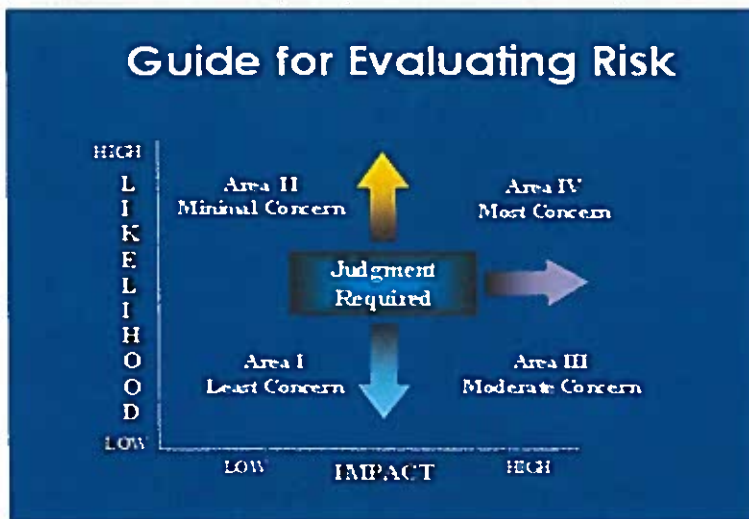 Guide for Evaluating Risk
HIGH
LIKELIHOOD
LOW
Area II
Minimal Concern
Area IV
Most Concern
Judgment
Required
Area I
Least Concern
Area III
Moderate Concern
LOW
IMPACT
HIGH